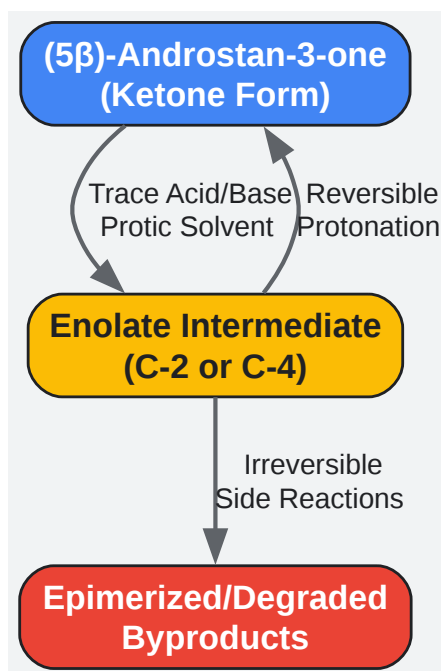 (5β)-Androstan-3-one
(Ketone Form)
Trace Acid/Base Reversible
Protic Solvent Protonation
Enolate Intermediate
(C-2 or C-4)
Irreversible
Side Reactions
Epimerized/Degraded
Byproducts